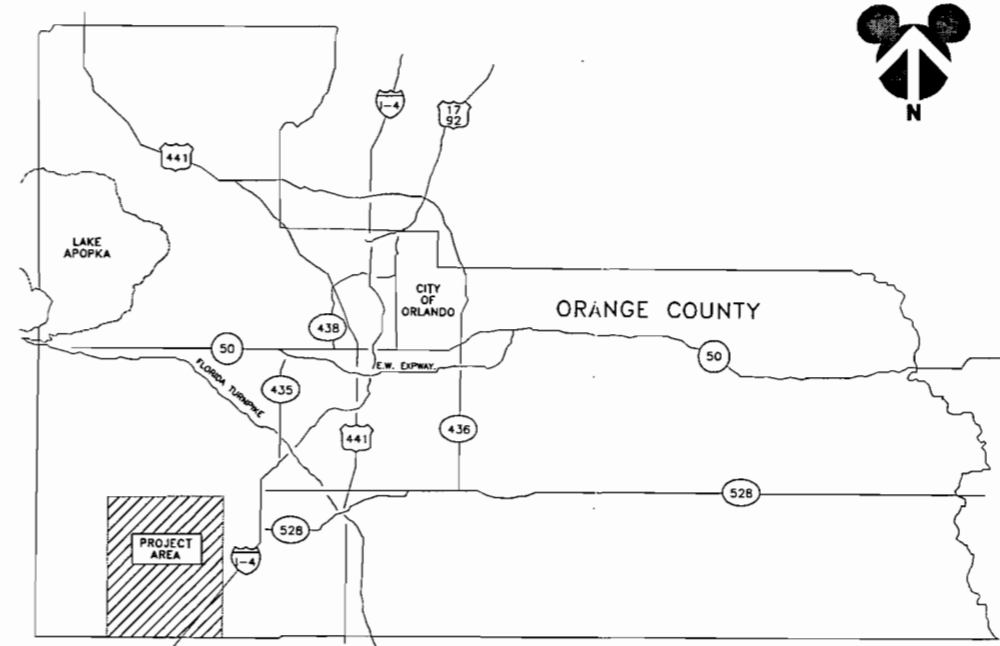 I-4
17
92
N
441
LAKE
APOPKA
CITY
OF
ORLANDO
ORANGE COUNTY
438
50
50
E.W. EXPWAY
FLORIDA TURNPIKE
435
441
436
528
528
PROJECT
AREA
I-4